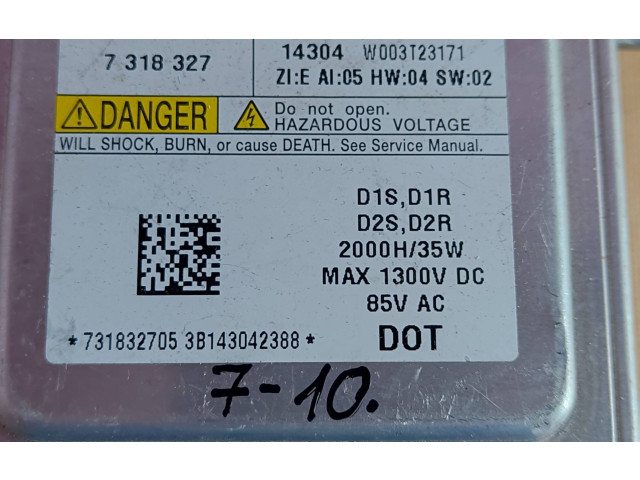 7 318 327
14304 W003T23171
ZI:E AI:05 HW:04 SW:02
DANGER
Do not open.
HAZARDOUS VOLTAGE
WILL SHOCK, BURN, or cause DEATH. See Service Manual.
D1S,D1R
D2S,D2R
2000H/35W
MAX 1300V DC
85V AC
*731832705 3B143042388*
DOT
7-10.